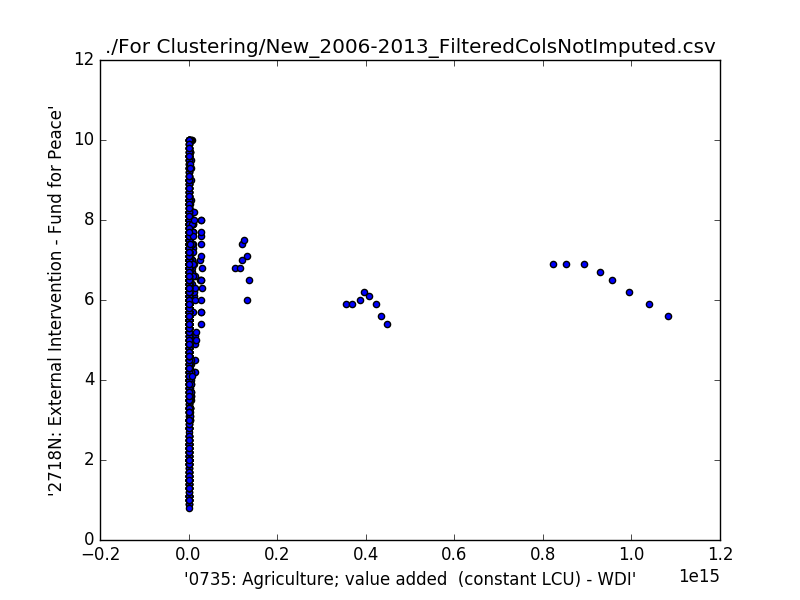 ./For Clustering/New_2006-2013_FilteredColsNotImputed.csv
12
10
8
6
4
2
0
'2718N: External Intervention - Fund for Peace'
−0.2 0.0 0.2 0.4 0.6 0.8 1.0 1.2
1e15
'0735: Agriculture; value added  (constant LCU) - WDI'